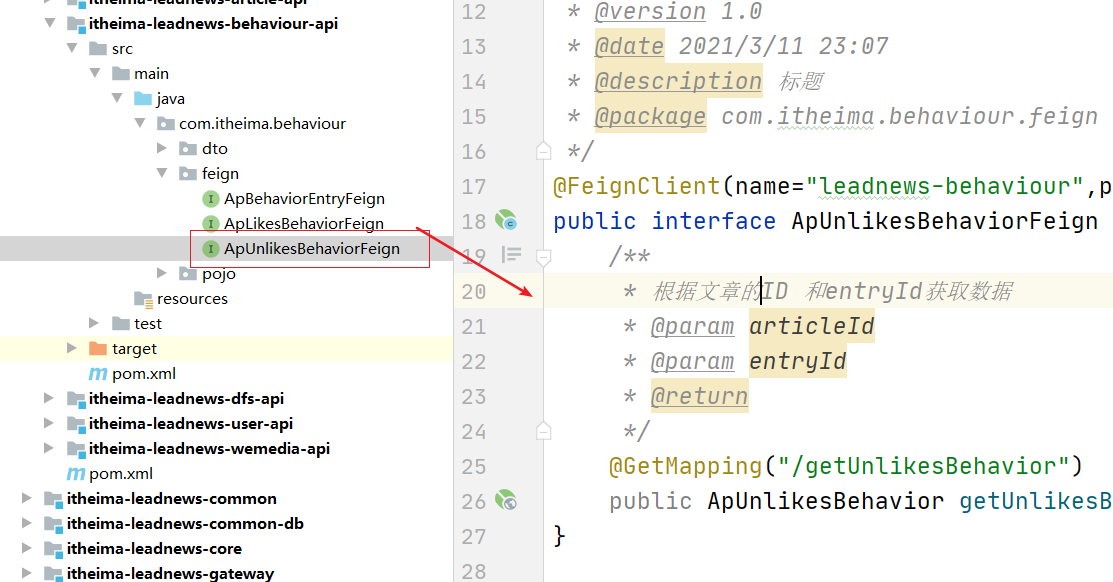 itheima-leadnews-article-api
itheima-leadnews-behaviour-api
src
main
java
com.itheima.behaviour
dto
feign
ApBehaviorEntryFeign
ApLikesBehaviorFeign
ApUnlikesBehaviorFeign
pojo
resources
test
target
pom.xml
itheima-leadnews-dfs-api
itheima-leadnews-user-api
itheima-leadnews-wemedia-api
pom.xml
itheima-leadnews-common
itheima-leadnews-common-db
itheima-leadnews-core
itheima-leadnews-gateway
12 * @version 1.0
13 * @date 2021/3/11 23:07
14 * @description 标题
15 * @package com.itheima.behaviour.feign
16 */
17 @FeignClient(name="leadnews-behaviour",p
18 public interface ApUnlikesBehaviorFeign
19 /**
20 * 根据文章的ID 和entryId获取数据
21 * @param articleId
22 * @param entryId
23 * @return
24 */
25 @GetMapping("/getUnlikesBehavior")
26 public ApUnlikesBehavior getUnlikesB
27 }
28